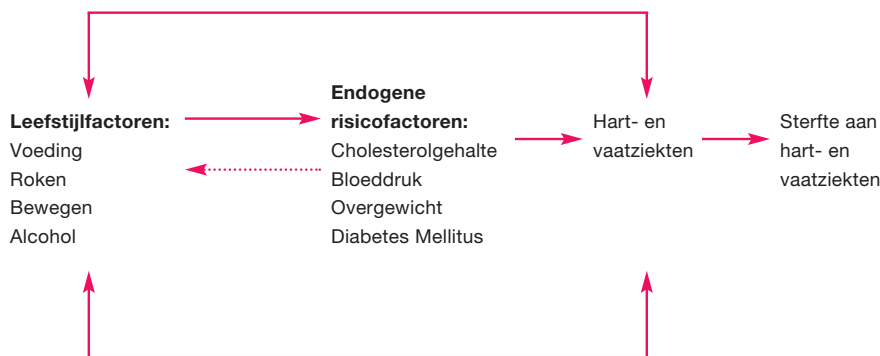 Leefstijlfactoren:
Voeding
Roken
Bewegen
Alcohol
Endogene
risicofactoren:
Cholesterolgehalte
Bloeddruk
Overgewicht
Diabetes Mellitus
Hart- en
vaatziekten
Sterfte aan
hart- en
vaatziekten